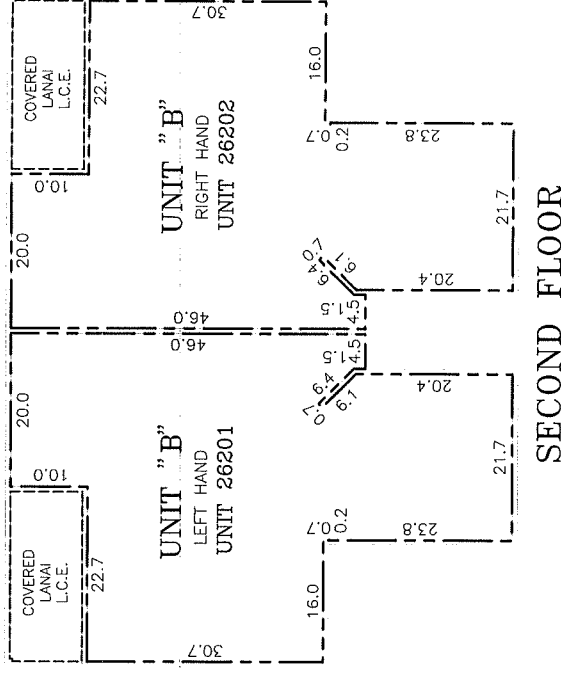 30.7
COVERED
LANAI
L.C.E.
22.7
10.0
20.0
UNIT "B"
RIGHT HAND
UNIT 26202
16.0
0.7
0.2
23.8
21.7
20.4
0.7
6.1
6.4
1.5
4.5
46.0
46.0
1.5
4.5
6.4
6.1
0.7
20.4
21.7
20.0
10.0
UNIT "B"
LEFT HAND
UNIT 26201
COVERED
LANAI
L.C.E.
22.7
0.7
0.2
23.8
16.0
30.7
SECOND FLOOR